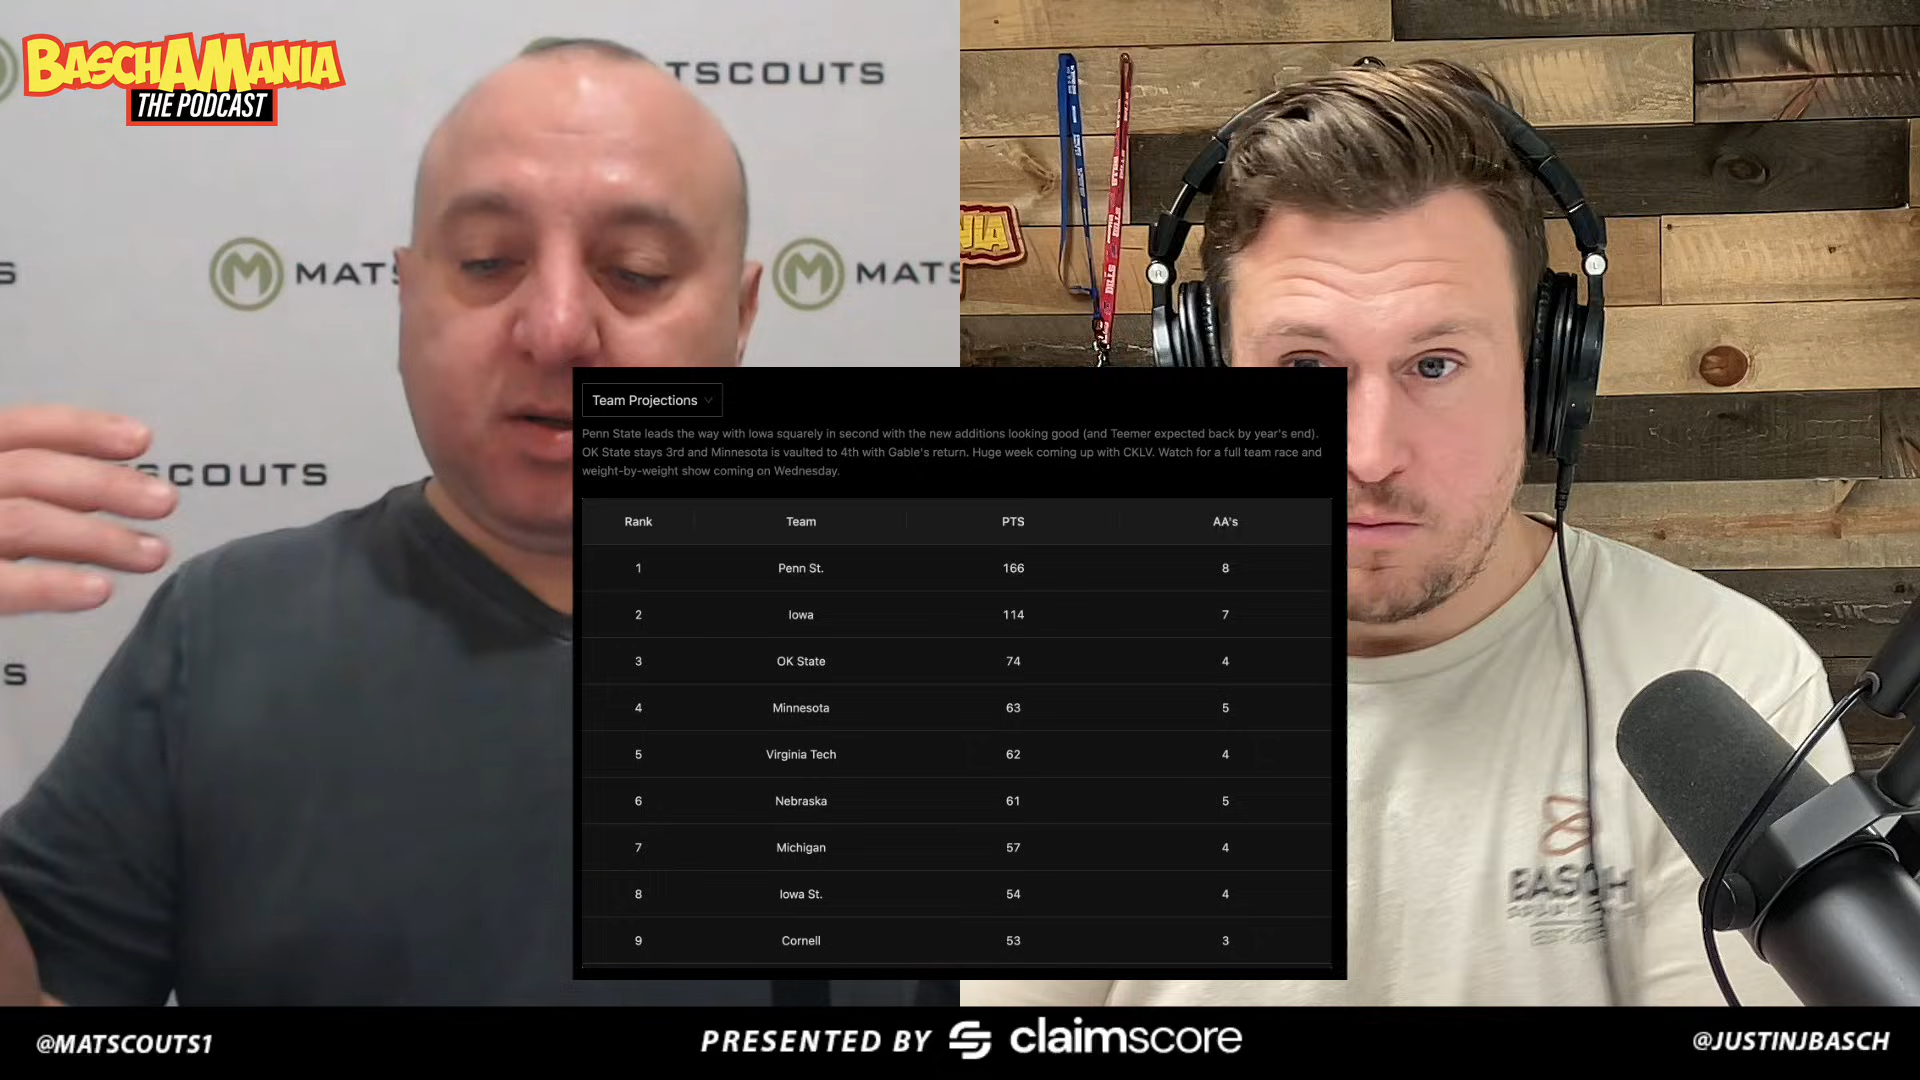 BASCHAMANIA
THE PODCAST
TSCOUTS
MATS
MATS
S
SCOUTS
S
NIA
BILLS
Team Projections
Penn State leads the way with Iowa squarely in second with the new additions looking good (and Teemer expected back by year's end).
OK State stays 3rd and Minnesota is vaulted to 4th with Gable's return. Huge week coming up with CKLV. Watch for a full team race and
weight-by-weight show coming on Wednesday.
Rank Team PTS AA's
1 Penn St. 166 8
2 Iowa 114 7
3 OK State 74 4
4 Minnesota 63 5
5 Virginia Tech 62 4
6 Nebraska 61 5
7 Michigan 57 4
8 Iowa St. 54 4
9 Cornell 53 3
R
L
BASCH
@MATSCOUTS1
PRESENTED BY claimscore
@JUSTINJBASCH